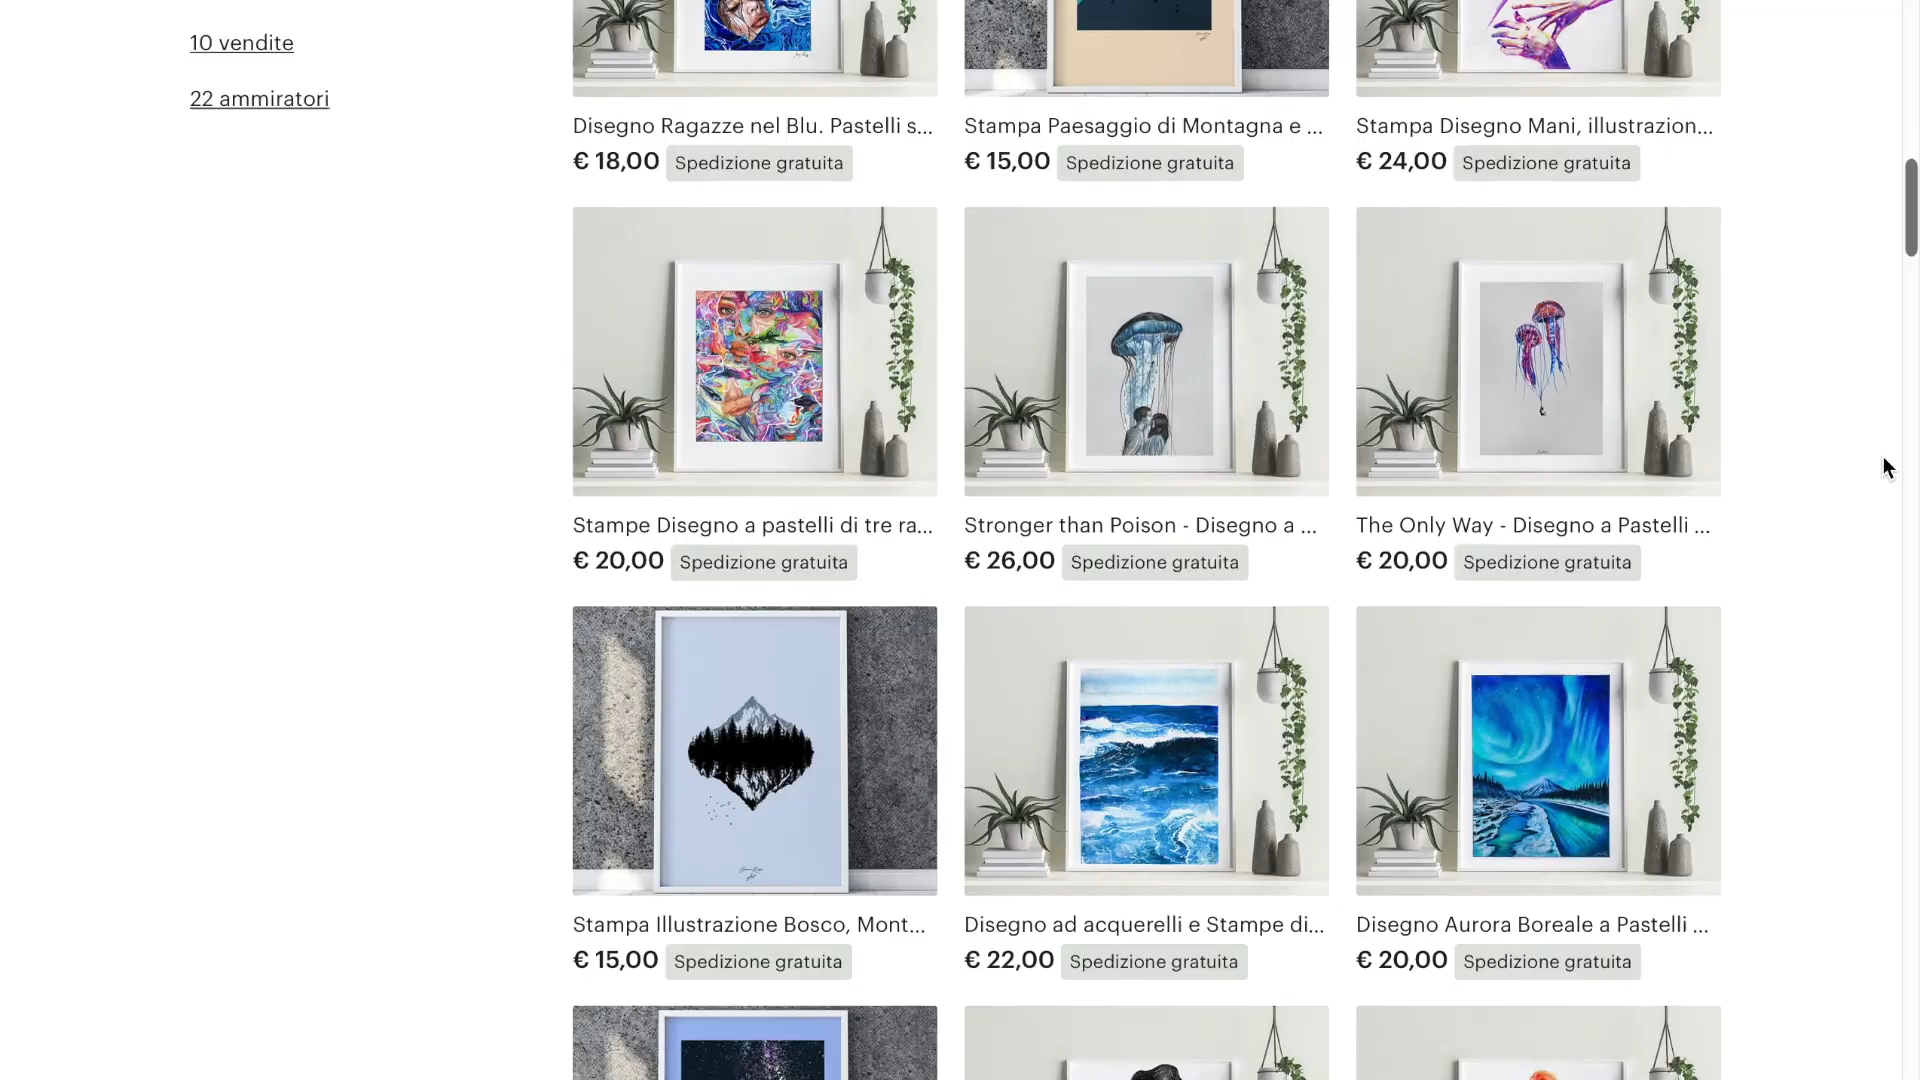 10 vendite
22 ammiratori
Disegno Ragazze nel Blu. Pastelli s...
€ 18,00 Spedizione gratuita
Stampa Paesaggio di Montagna e ...
€ 15,00 Spedizione gratuita
Stampa Disegno Mani, illustrazion...
€ 24,00 Spedizione gratuita
Stampe Disegno a pastelli di tre ra...
€ 20,00 Spedizione gratuita
Stronger than Poison - Disegno a ...
€ 26,00 Spedizione gratuita
The Only Way - Disegno a Pastelli ...
€ 20,00 Spedizione gratuita
Stampa Illustrazione Bosco, Mont...
€ 15,00 Spedizione gratuita
Disegno ad acquerelli e Stampe di...
€ 22,00 Spedizione gratuita
Disegno Aurora Boreale a Pastelli ...
€ 20,00 Spedizione gratuita